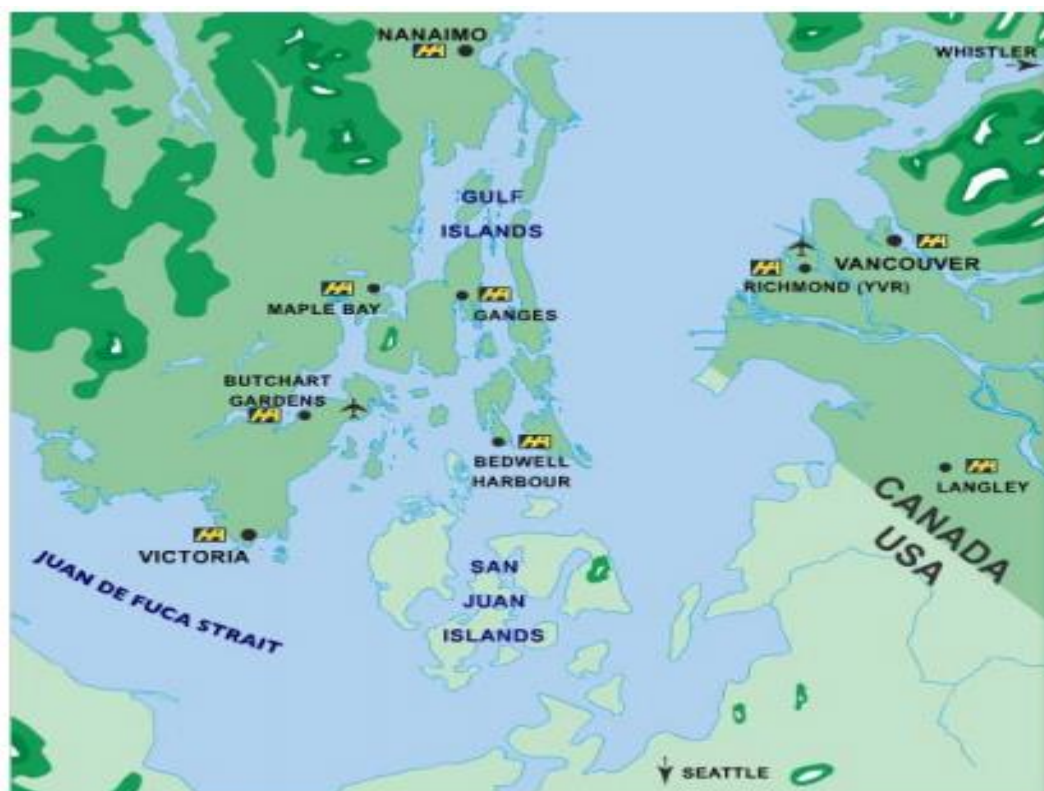 NANAIMO
WHISTLER
GULF
ISLANDS
VANCOUVER
RICHMOND (YVR)
MAPLE BAY
GANGES
BUTCHART
GARDENS
BEDWELL
HARBOUR
LANGLEY
CANADA
USA
VICTORIA
JUAN DE FUCA STRAIT
SAN
JUAN
ISLANDS
SEATTLE